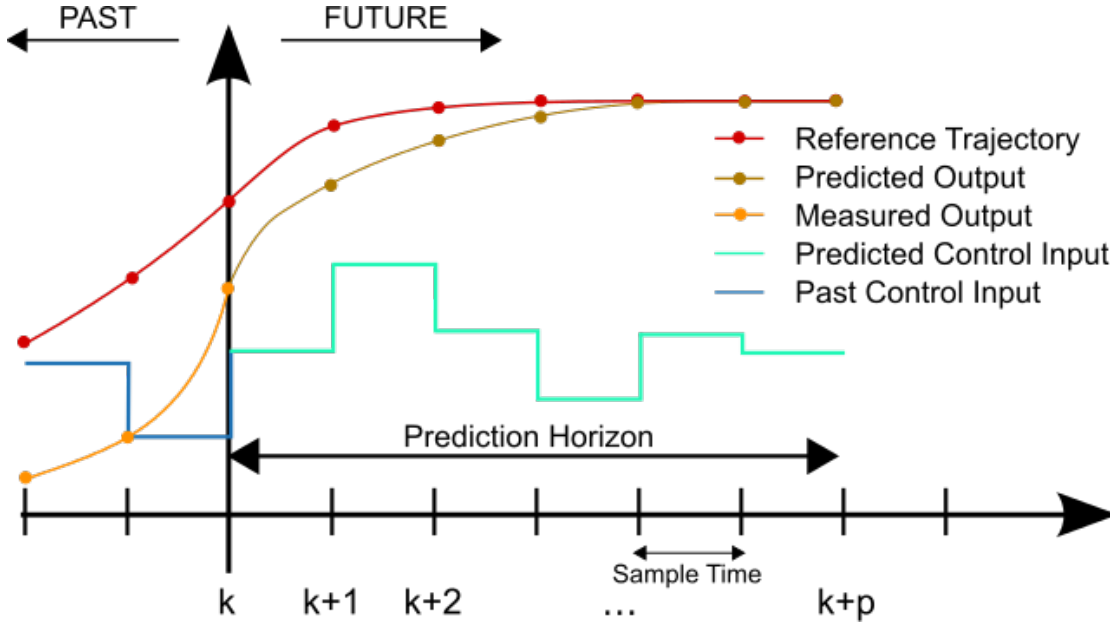 PAST
FUTURE
Reference Trajectory
Predicted Output
Measured Output
Predicted Control Input
Past Control Input
Prediction Horizon
Sample Time
k
k+1
k+2
...
k+p